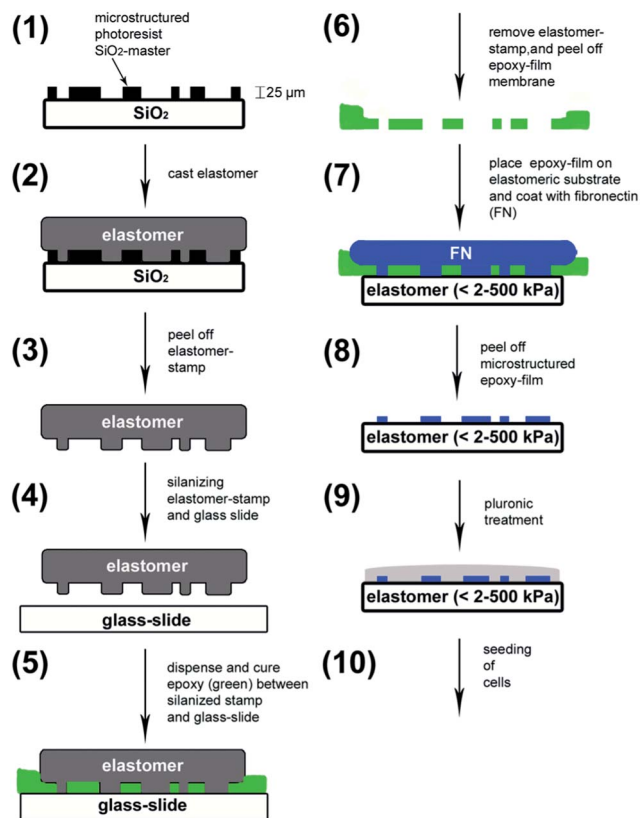 (1)
microstructured
photoresist
SiO2-master
25 µm
SiO2
(2)
cast elastomer
elastomer
SiO2
(3)
peel off
elastomer-
stamp
elastomer
(4)
silanizing
elastomer-stamp
and glass slide
elastomer
glass-slide
(5)
dispense and cure
epoxy (green) between
silanized stamp
and glass-slide
elastomer
glass-slide
(6)
remove elastomer-
stamp,and peel off
epoxy-film
membrane
(7)
place epoxy-film on
elastomeric substrate
and coat with fibronectin
(FN)
FN
elastomer (< 2-500 kPa)
(8)
peel off
microstructured
epoxy-film
elastomer (< 2-500 kPa)
(9)
pluronic
treatment
elastomer (< 2-500 kPa)
(10)
seeding
of
cells